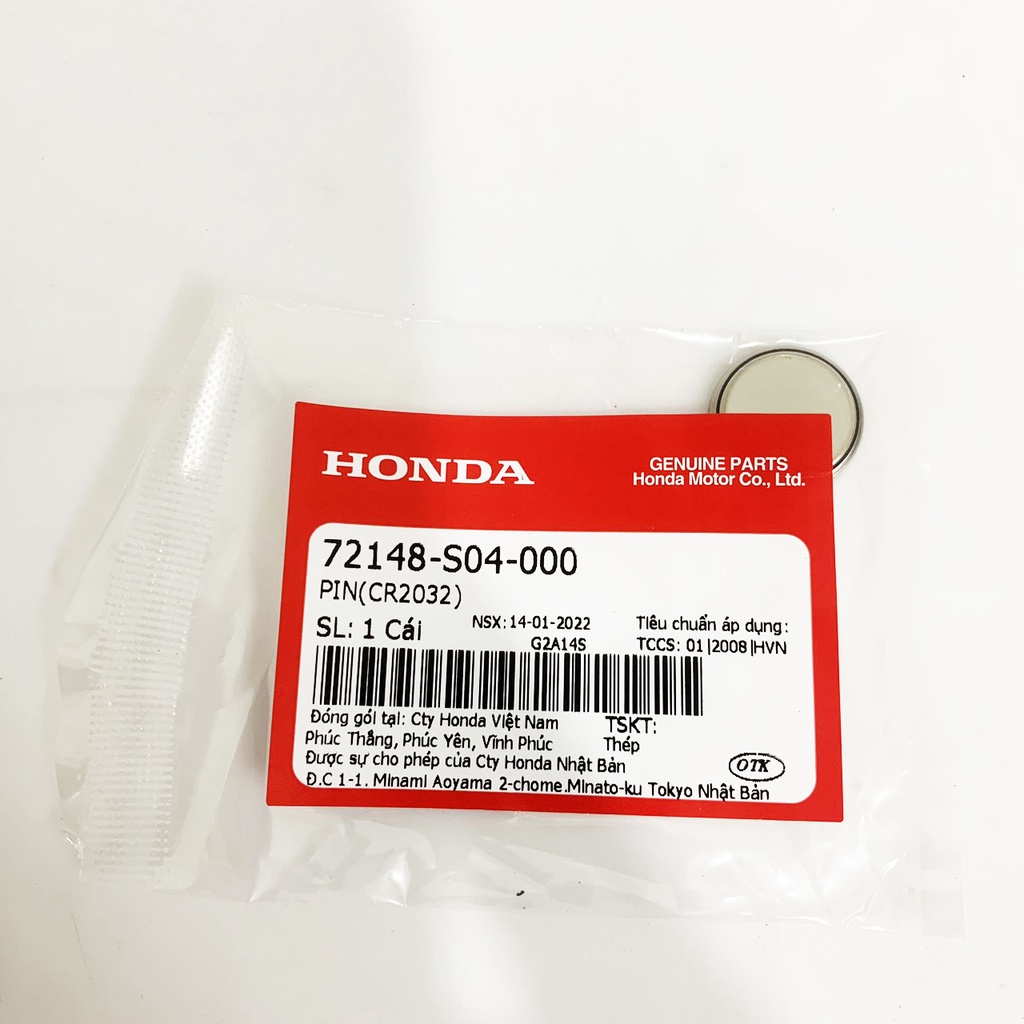 HONDA
GENUINE PARTS
Honda Motor Co., Ltd.
72148-S04-000
PIN(CR2032)
SL: 1 Cái
NSX: 14-01-2022
G2A14S
Tiêu chuẩn áp dụng:
TCCS: 01|2008|HVN
Đóng gói tại: Cty Honda Việt Nam
Phúc Thắng, Phúc Yên, Vĩnh Phúc
TSKT:
Thép
Được sự cho phép của Cty Honda Nhật Bản
Đ.C 1-1. Minami Aoyama 2-chome.Minato-ku Tokyo Nhật Bản
OTK